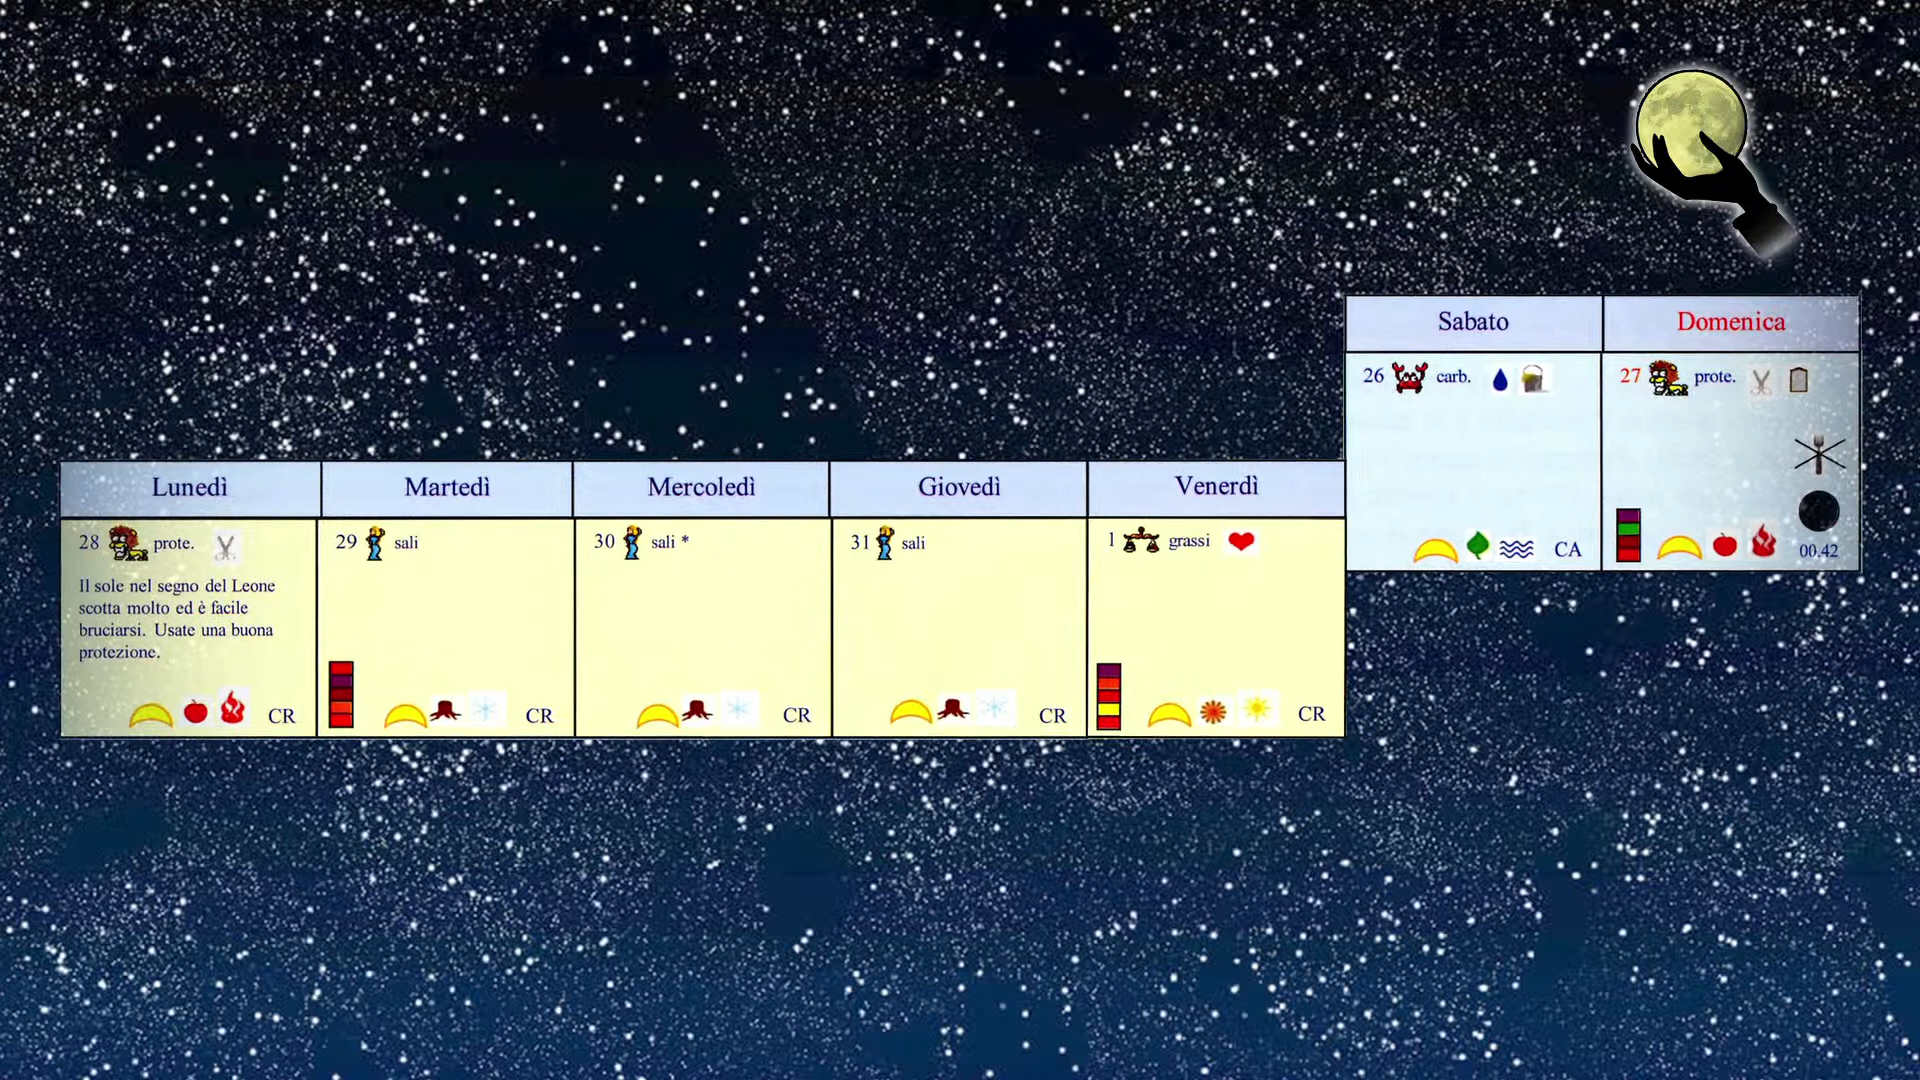 Sabato
Domenica
26 carb.
27 prote.
CA
00.42
Lunedì
Martedì
Mercoledì
Giovedì
Venerdì
28 prote.
29 sali
30 sali *
31 sali
1 grassi
Il sole nel segno del Leone
scotta molto ed è facile
bruciarsi. Usate una buona
protezione.
CR
CR
CR
CR
CR